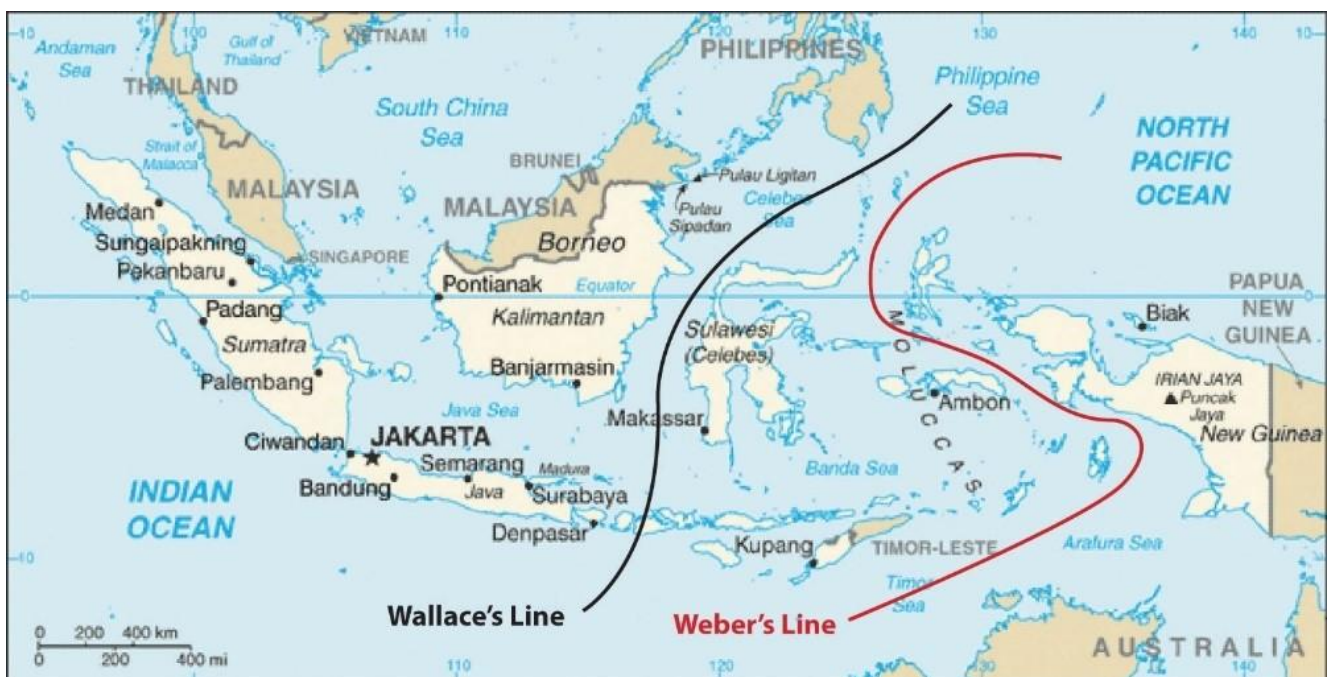 100
110
120
130
140
10
10
Andaman
Sea
Gulf of
Thailand
VIETNAM
PHILIPPINES
Philippine
Sea
THAILAND
South China
Sea
NORTH
PACIFIC
OCEAN
Strait of
Malacca
BRUNEI
Pulau Ligitan
MALAYSIA
MALAYSIA
Celebes
Sea
Pulau
Sipadan
Medan
Sungaipakning
SINGAPORE
Borneo
Pekanbaru
Pontianak
Equator
PAPUA
NEW
GUINEA
0
0
Padang
Kalimantan
Sulawesi
(Celebes)
MOLUCCAS
Biak
Sumatra
Palembang
Banjarmasin
IRIAN JAYA
Puncak
Jaya
Ambon
Java Sea
Makassar
New Guinea
Ciwandan
JAKARTA
Semarang
Madura
Banda Sea
INDIAN
OCEAN
Bandung
Java
Surabaya
Denpasar
Kupang
TIMOR-LESTE
Arafura Sea
10
10
Timor
Sea
Wallace's Line
Weber's Line
0 200 400 km
0 200 400 mi
AUSTRALIA
110
120
130
140